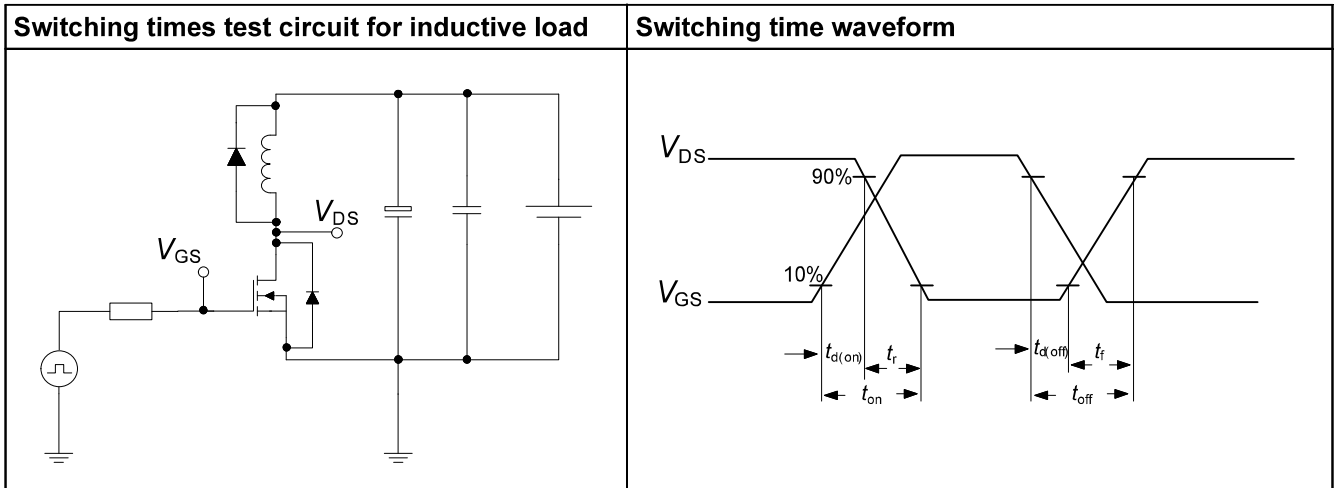 Switching times test circuit for inductive load
Switching time waveform
VDS
VGS
VDS
90%
10%
VGS
td(on)
tr
td(off)
tf
ton
toff